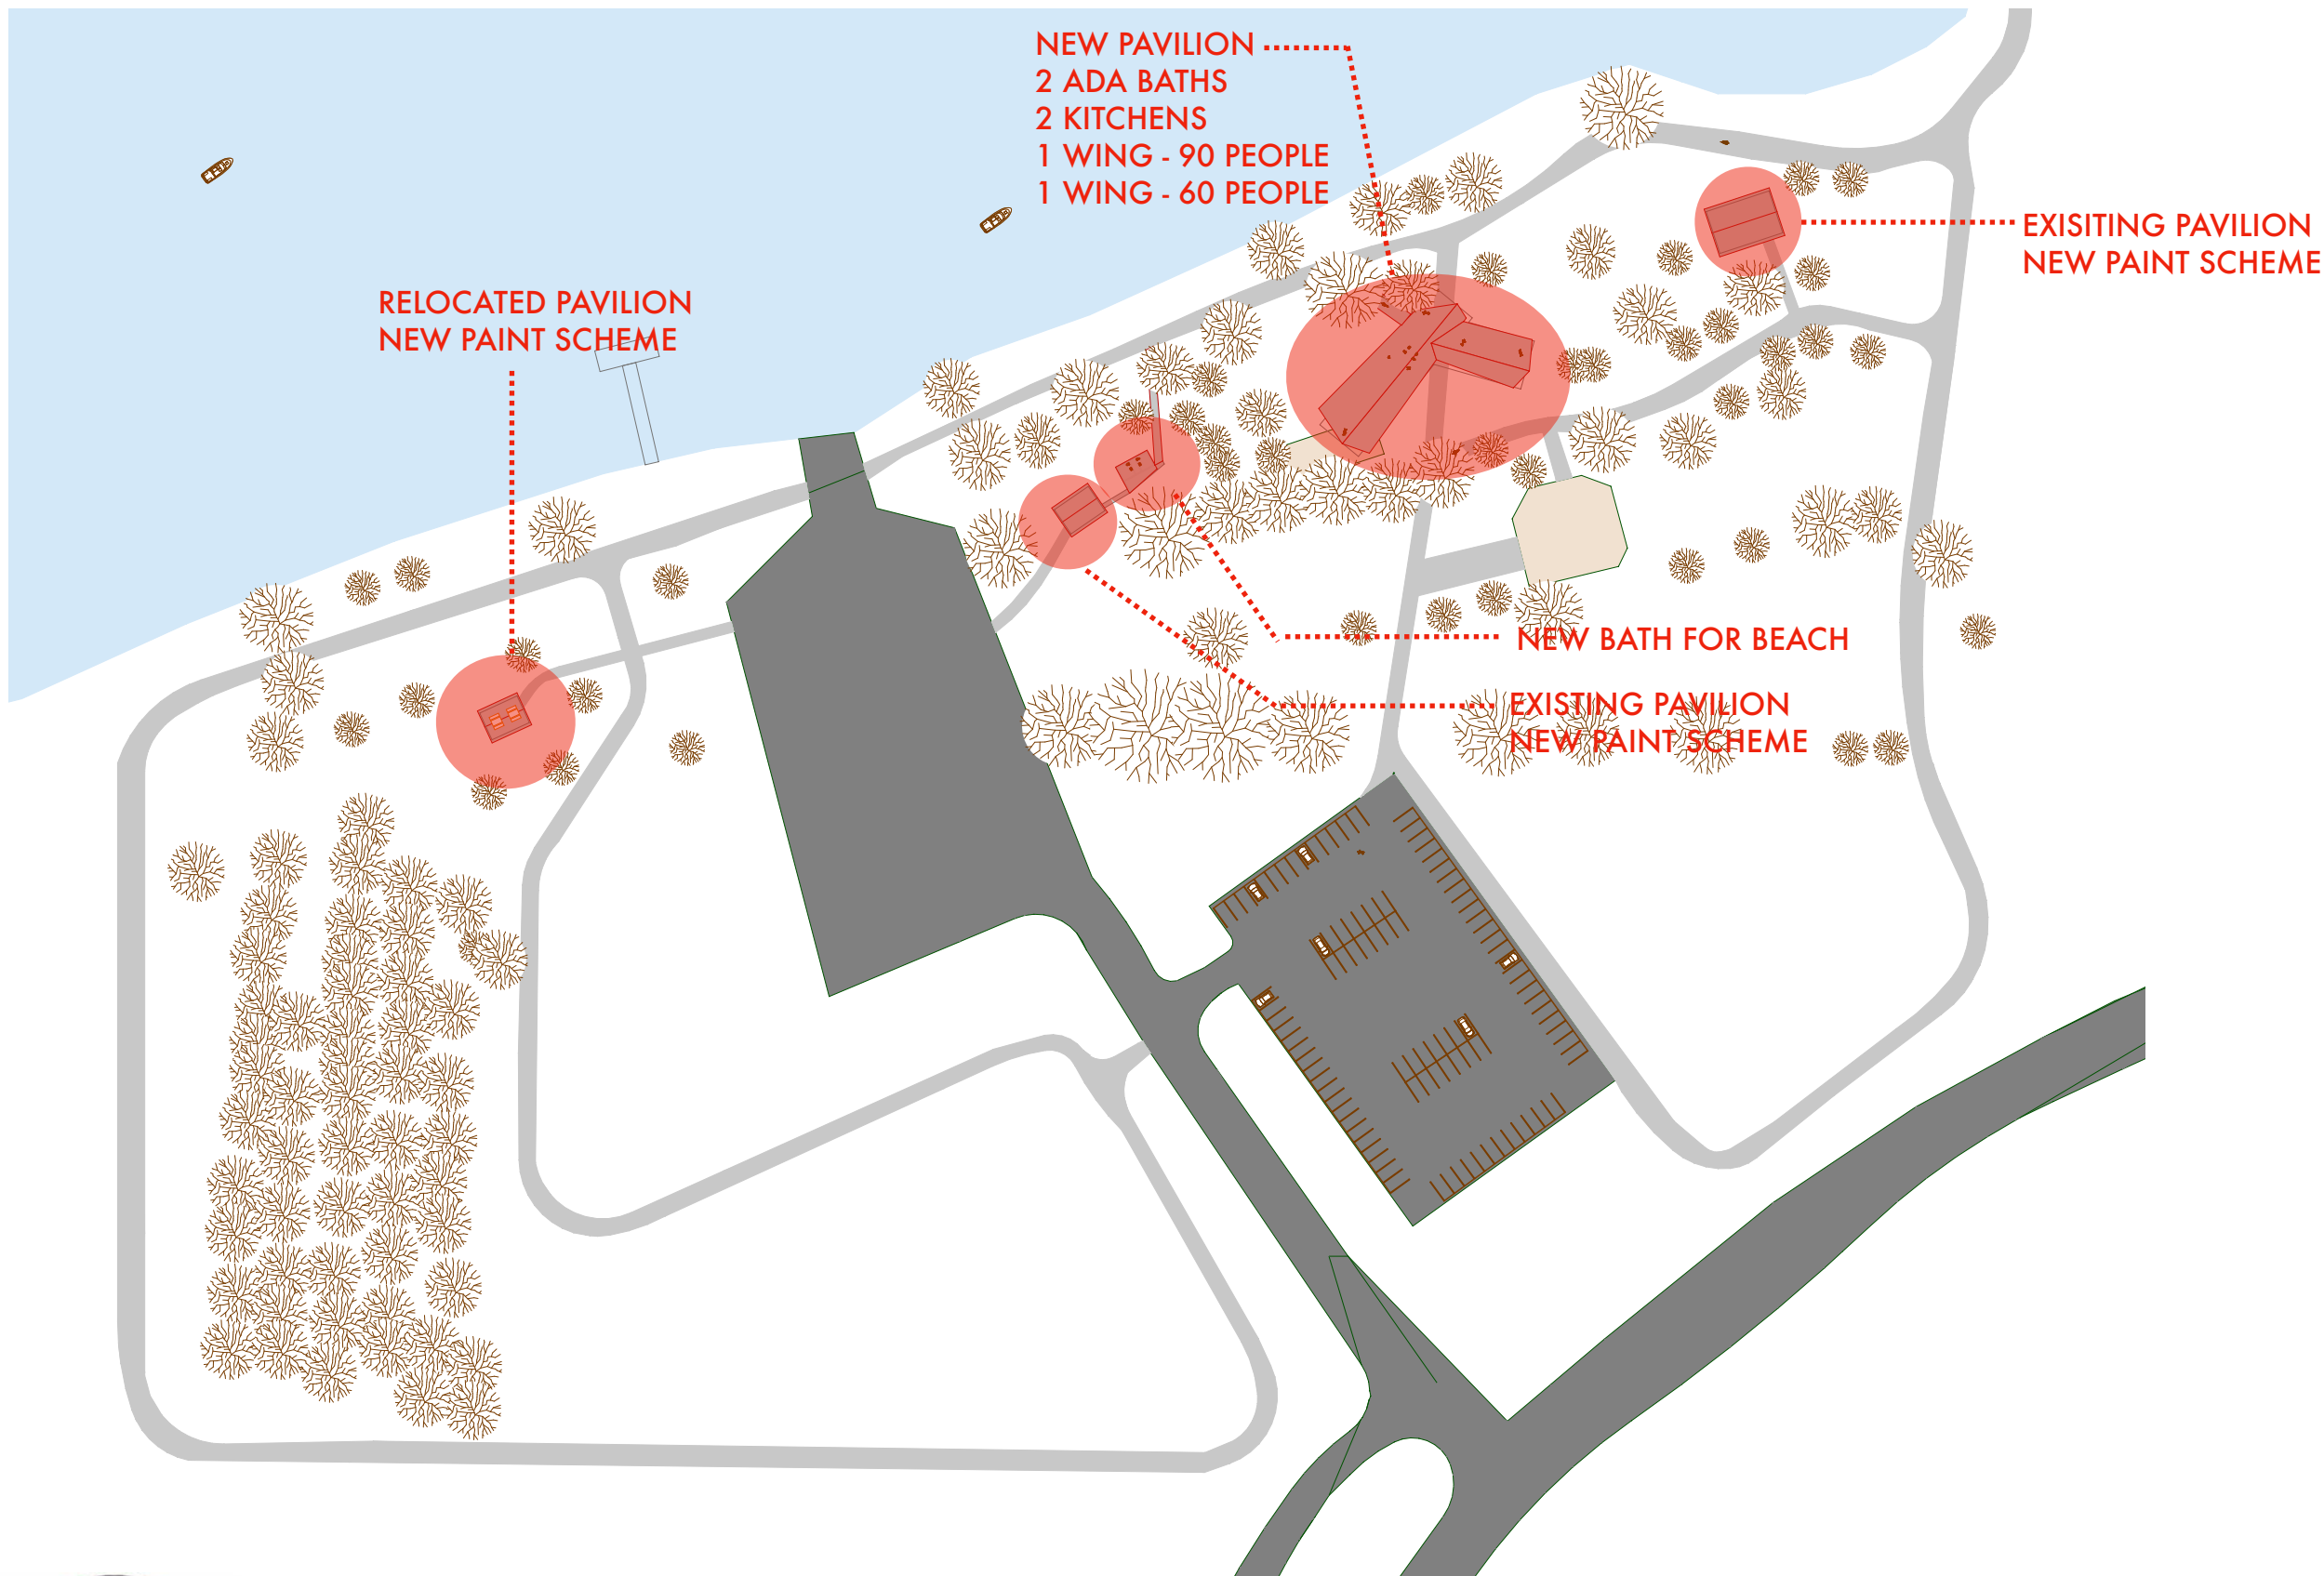 NEW PAVILION
2 ADA BATHS
2 KITCHENS
1 WING - 90 PEOPLE
1 WING - 60 PEOPLE
EXISITING PAVILION
NEW PAINT SCHEME
RELOCATED PAVILION
NEW PAINT SCHEME
NEW BATH FOR BEACH
EXISTING PAVILION
NEW PAINT SCHEME